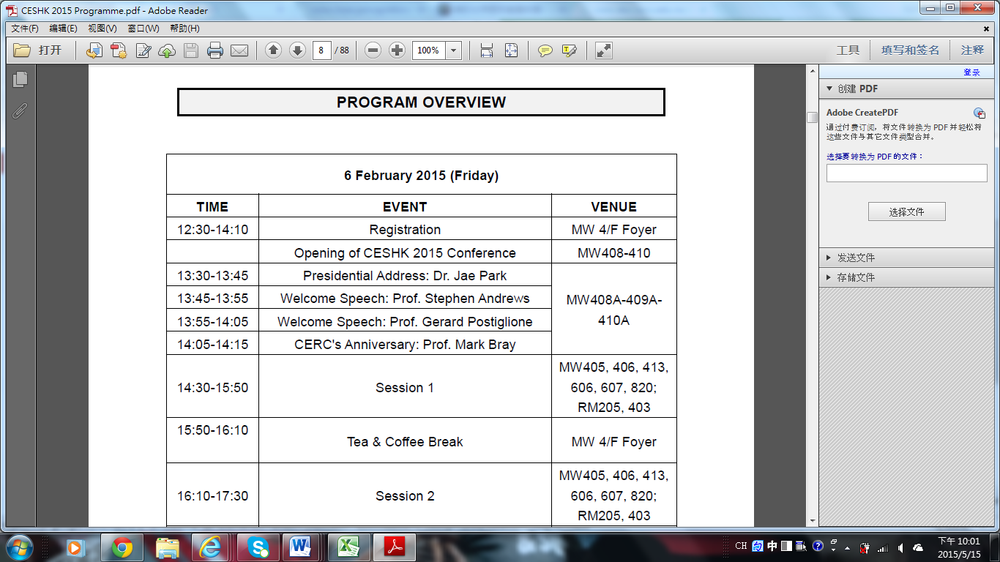 CESHK 2015 Programme.pdf - Adobe Reader
文件(F) 编辑(E) 视图(V) 窗口(W) 帮助(H)
打开 8 / 88 100% 工具 填写和签名 注释
登录
创建 PDF
Adobe CreatePDF
通过付费订阅，将文件转换为 PDF 并轻松将
这些文件与其它文件类型合并。
选择要转换为 PDF 的文件：
选择文件
发送文件
存储文件
PROGRAM OVERVIEW
6 February 2015 (Friday)
TIME EVENT VENUE
12:30-14:10 Registration MW 4/F Foyer
Opening of CESHK 2015 Conference MW408-410
13:30-13:45 Presidential Address: Dr. Jae Park
13:45-13:55 Welcome Speech: Prof. Stephen Andrews
MW408A-409A-
410A
13:55-14:05 Welcome Speech: Prof. Gerard Postiglione
14:05-14:15 CERC's Anniversary: Prof. Mark Bray
14:30-15:50 Session 1
MW405, 406, 413,
606, 607, 820;
RM205, 403
15:50-16:10
Tea & Coffee Break MW 4/F Foyer
16:10-17:30 Session 2
MW405, 406, 413,
606, 607, 820;
RM205, 403
CH 中
下午 10:01
2015/5/15